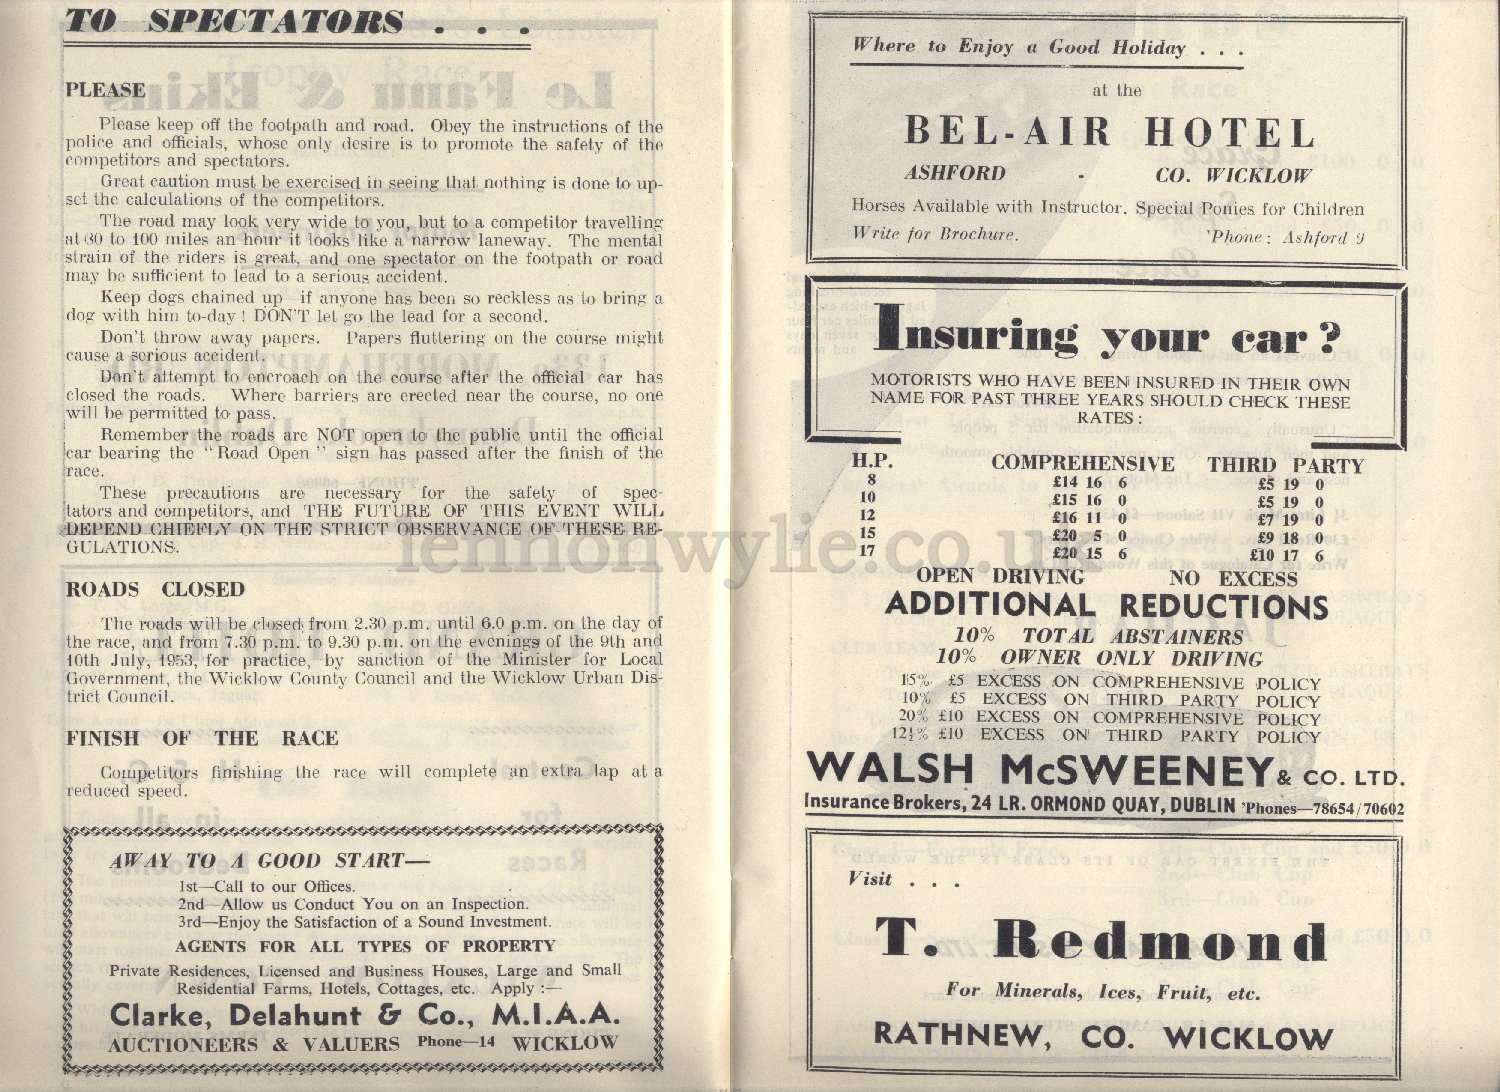 TO SPECTATORS . . .
PLEASE
Please keep off the footpath and road. Obey the instructions of the
police and officials, whose only desire is to promote the safety of the
competitors and spectators.
Great caution must be exercised in seeing that nothing is done to up-
set the calculations of the competitors.
The road may look very wide to you, but to a competitor travelling
at 60 to 100 miles an hour it looks like a narrow laneway. The mental
strain of the riders is great, and one spectator on the footpath or road
may be sufficient to lead to a serious accident.
Keep dogs chained up if anyone has been so reckless as to bring a
dog with him to-day ! DON'T let go the lead for a second.
Don't throw away papers. Papers fluttering on the course might
cause a serious accident.
Don't attempt to encroach on the course after the official car has
closed the roads. Where barriers are erected near the course, no one
will be permitted to pass.
Remember the roads are NOT open to the public until the official
car bearing the "Road Open" sign has passed after the finish of the
race.
These precautions are necessary for the safety of spec-
tators and competitors, and THE FUTURE OF THIS EVENT WILL
DEPEND CHIEFLY ON THE STRICT OBSERVANCE OF THESE RE-
GULATIONS.
ROADS CLOSED
The roads will be closed from 2.30 p.m. until 6.0 p.m. on the day of
the race, and from 7.30 p.m. to 9.30 p.m. on the evenings of the 9th and
10th July, 1953, for practice, by sanction of the Minister for Local
Government, the Wicklow County Council and the Wicklow Urban Dis-
trict Council.
FINISH OF THE RACE
Competitors finishing the race will complete an extra lap at a
reduced speed.
AWAY TO A GOOD START—
1st—Call to our Offices.
2nd—Allow us Conduct You on an Inspection.
3rd—Enjoy the Satisfaction of a Sound Investment.
AGENTS FOR ALL TYPES OF PROPERTY
Private Residences, Licensed and Business Houses, Large and Small
Residential Farms, Hotels, Cottages, etc. Apply :—
Clarke, Delahunt & Co., M.I.A.A.
AUCTIONEERS & VALUERS Phone—14 WICKLOW
Where to Enjoy a Good Holiday . . .
at the
BEL-AIR HOTEL
ASHFORD - CO. WICKLOW
Horses Available with Instructor. Special Ponies for Children
Write for Brochure. 'Phone : Ashford 9
Insuring your car ?
MOTORISTS WHO HAVE BEEN INSURED IN THEIR OWN
NAME FOR PAST THREE YEARS SHOULD CHECK THESE
RATES :
H.P. COMPREHENSIVE THIRD PARTY
8 £14 16 6 £5 19 0
10 £15 16 0 £5 19 0
12 £16 11 0 £7 19 0
15 £20 5 0 £9 18 0
17 £20 15 6 £10 17 6
OPEN DRIVING NO EXCESS
ADDITIONAL REDUCTIONS
10% TOTAL ABSTAINERS
10% OWNER ONLY DRIVING
15% £5 EXCESS ON COMPREHENSIVE POLICY
10% £5 EXCESS ON THIRD PARTY POLICY
20% £10 EXCESS ON COMPREHENSIVE POLICY
12½% £10 EXCESS ON THIRD PARTY POLICY
WALSH McSWEENEY & CO. LTD.
Insurance Brokers, 24 LR. ORMOND QUAY, DUBLIN 'Phones—78654/70602
Visit . . .
T. Redmond
For Minerals, Ices, Fruit, etc.
RATHNEW, CO. WICKLOW
lennonwylie.co.uk